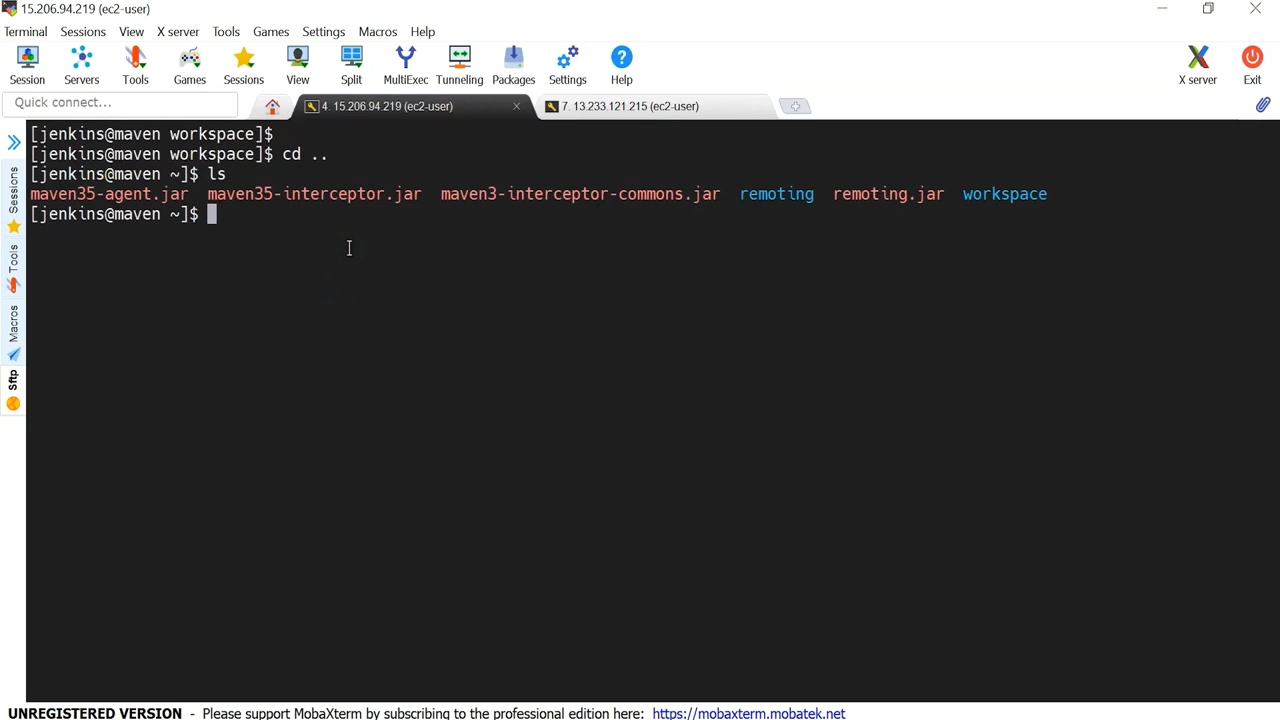 15.206.94.219 (ec2-user)
Terminal Sessions View X server Tools Games Settings Macros Help
Session Servers Tools Games Sessions View Split MultiExec Tunneling Packages Settings Help X server Exit
Quick connect...
4. 15.206.94.219 (ec2-user)
7. 13.233.121.215 (ec2-user)
[jenkins@maven workspace]$
[jenkins@maven workspace]$ cd ..
[jenkins@maven ~]$ ls
maven35-agent.jar maven35-interceptor.jar maven3-interceptor-commons.jar remoting remoting.jar workspace
[jenkins@maven ~]$
Sessions
Tools
Macros
Sftp
UNREGISTERED VERSION - Please support MobaXterm by subscribing to the professional edition here: https://mobaxterm.mobatek.net